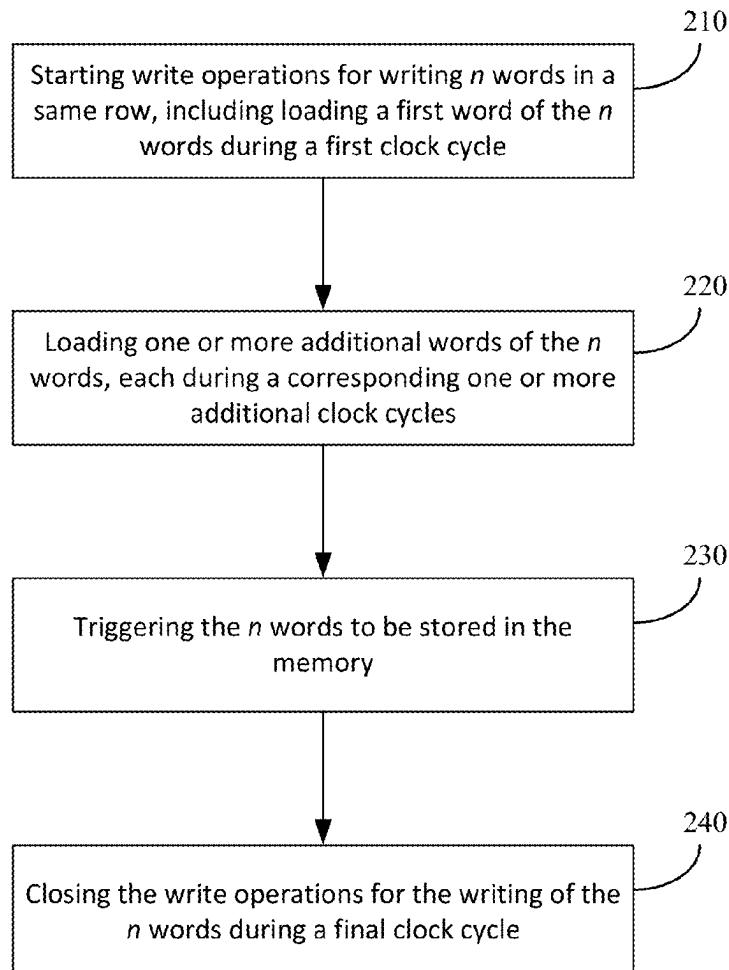 210
Starting write operations for writing n words in a
same row, including loading a first word of the n
words during a first clock cycle
220
Loading one or more additional words of the n
words, each during a corresponding one or more
additional clock cycles
230
Triggering the n words to be stored in the
memory
240
Closing the write operations for the writing of the
n words during a final clock cycle